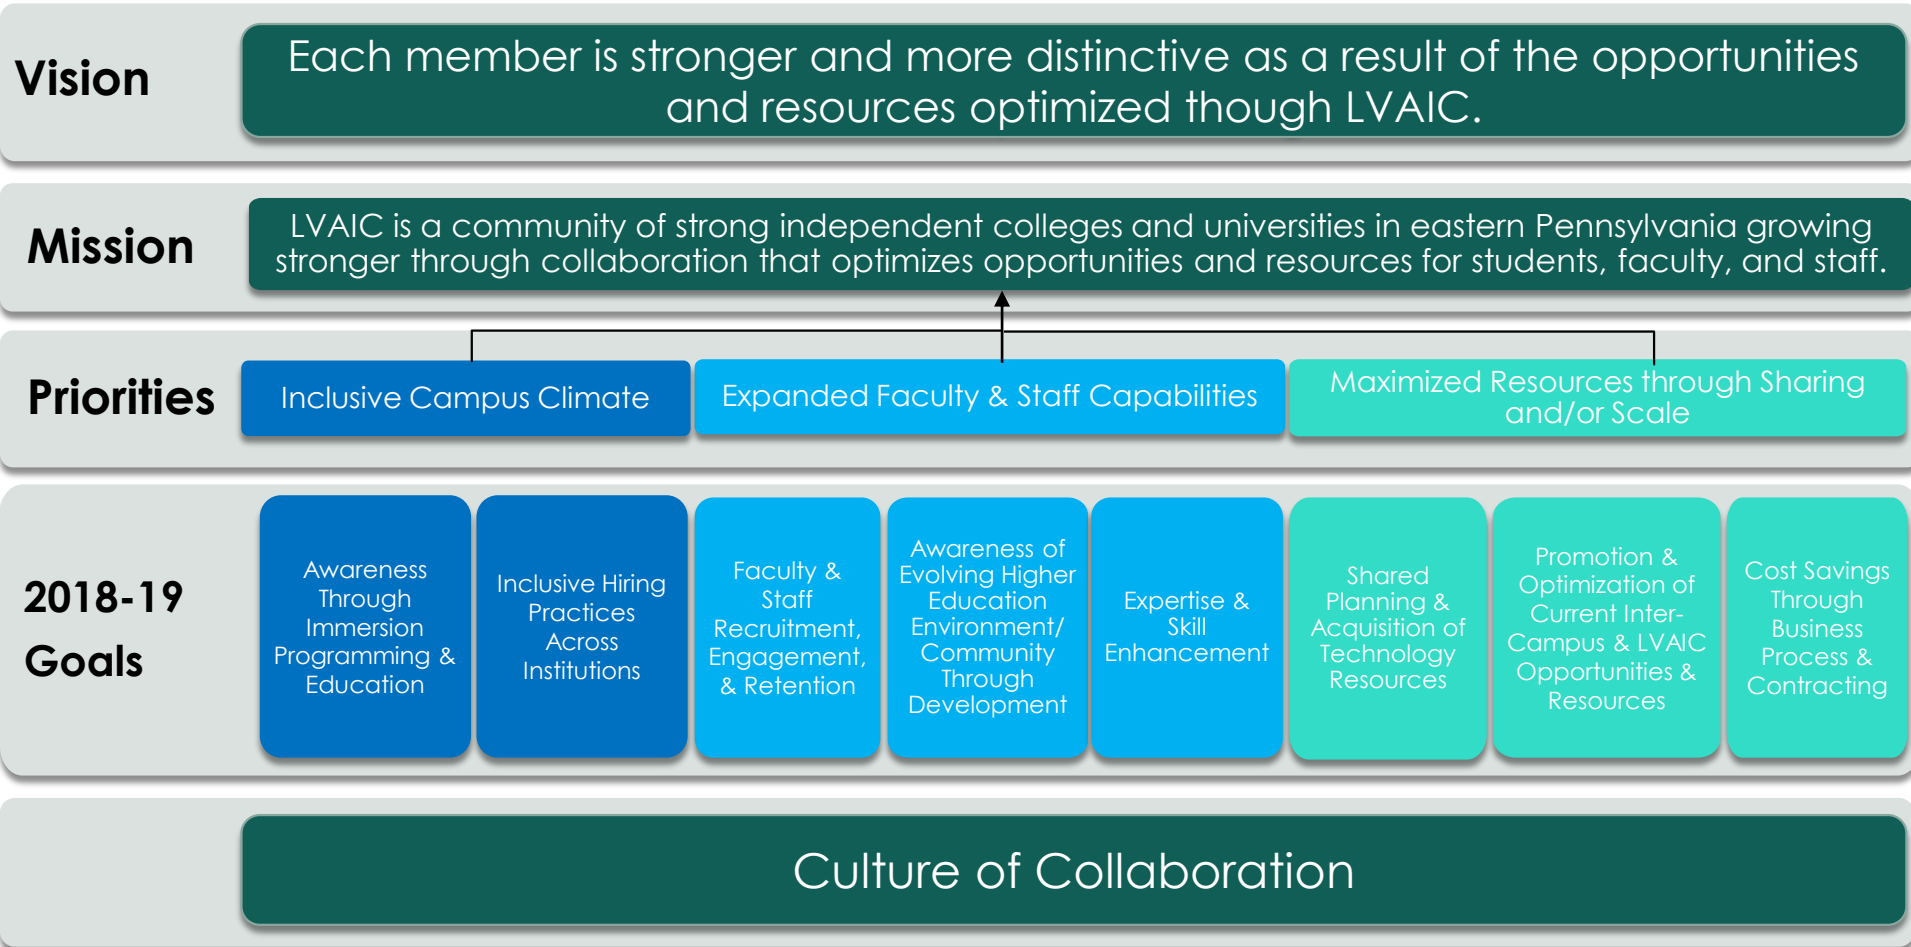 Vision
Each member is stronger and more distinctive as a result of the opportunities
and resources optimized though LVAIC.
Mission
LVAIC is a community of strong independent colleges and universities in eastern Pennsylvania growing
stronger through collaboration that optimizes opportunities and resources for students, faculty, and staff.
Priorities
Inclusive Campus Climate
Expanded Faculty & Staff Capabilities
Maximized Resources through Sharing
and/or Scale
2018-19
Goals
Awareness
Through
Immersion
Programming &
Education
Inclusive Hiring
Practices
Across
Institutions
Faculty &
Staff
Recruitment,
Engagement,
& Retention
Awareness of
Evolving Higher
Education
Environment/
Community
Through
Development
Expertise &
Skill
Enhancement
Shared
Planning &
Acquisition of
Technology
Resources
Promotion &
Optimization of
Current Inter-
Campus & LVAIC
Opportunities &
Resources
Cost Savings
Through
Business
Process &
Contracting
Culture of Collaboration